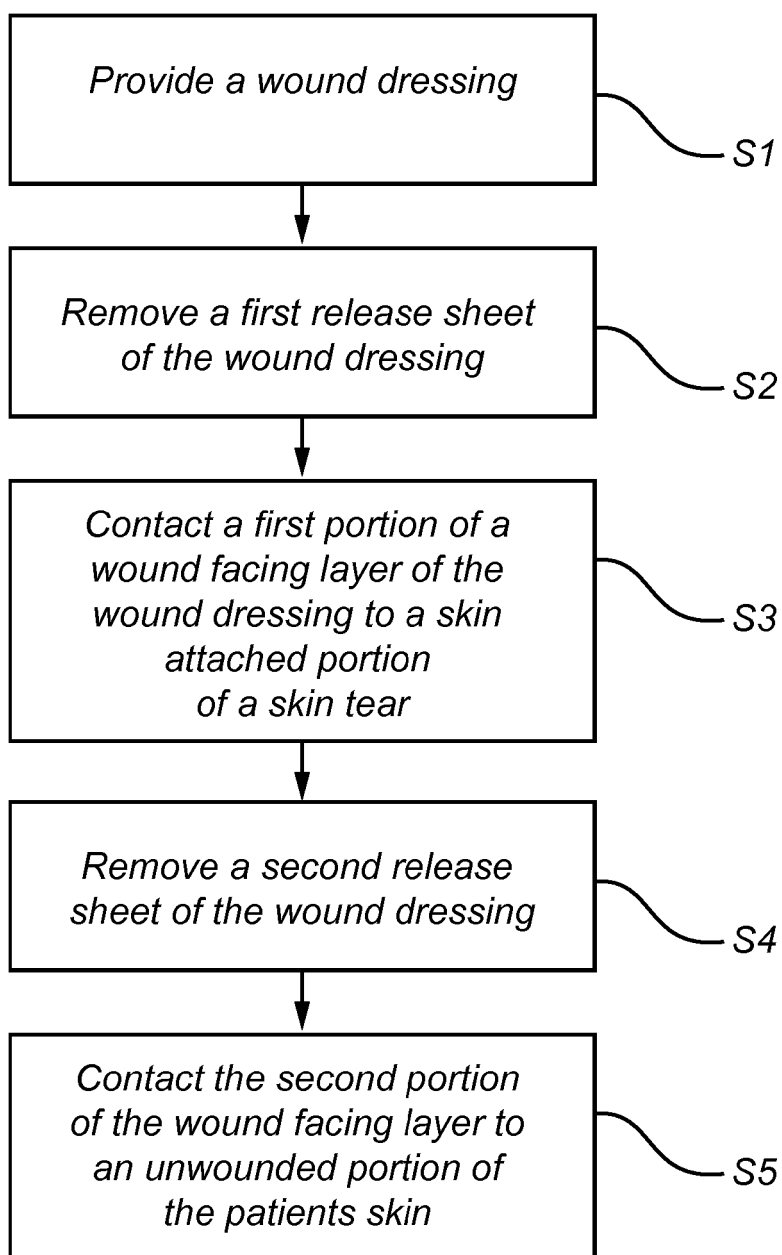 Provide a wound dressing
S1
Remove a first release sheet
of the wound dressing
S2
Contact a first portion of a
wound facing layer of the
wound dressing to a skin
attached portion
of a skin tear
S3
Remove a second release
sheet of the wound dressing
S4
Contact the second portion
of the wound facing layer to
an unwounded portion of
the patients skin
S5